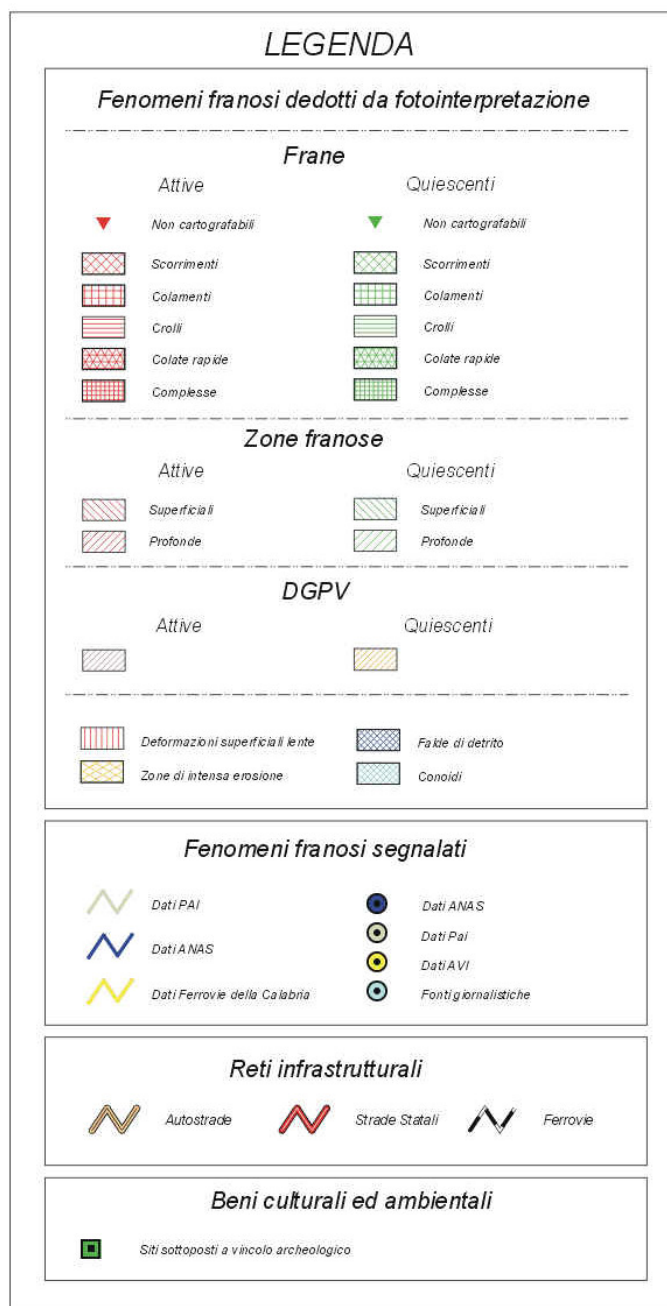 LEGENDA
Fenomeni franosi dedotti da fotointerpretazione
Frane
Attive Quiescenti
Non cartografabili Non cartografabili
Scorrimenti Scorrimenti
Colamenti Colamenti
Crolli Crolli
Colate rapide Colate rapide
Complesse Complesse
Zone franose
Attive Quiescenti
Superficiali Superficiali
Profonde Profonde
DGPV
Attive Quiescenti
Deformazioni superficiali lente Falde di detrito
Zone di intensa erosione Conoidi
Fenomeni franosi segnalati
Dati PAI Dati ANAS
Dati Pai
Dati ANAS
Dati AVI
Dati Ferrovie della Calabria Fonti giornalistiche
Reti infrastrutturali
Autostrade Strade Statali Ferrovie
Beni culturali ed ambientali
Siti sottoposti a vincolo archeologico